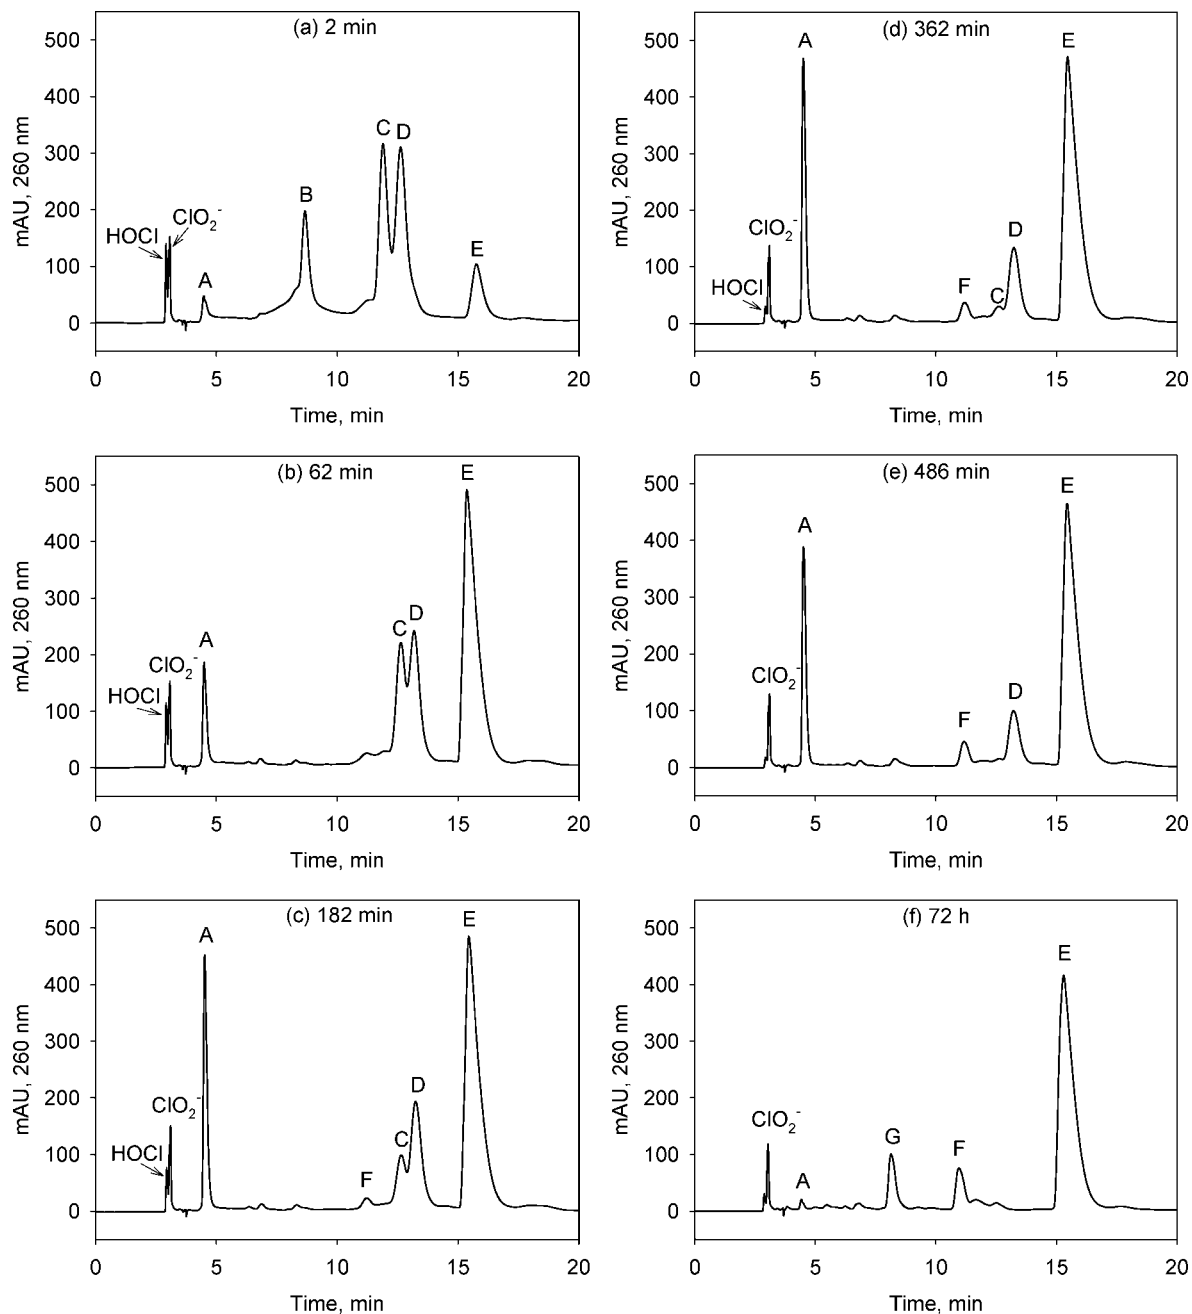 (a) 2 min
mAU, 260 nm
500
400
300
200
100
0
HOCl
ClO₂⁻
A
B
C
D
E
0 5 10 15 20
Time, min
(b) 62 min
mAU, 260 nm
500
400
300
200
100
0
HOCl
ClO₂⁻
A
C
D
E
0 5 10 15 20
Time, min
(c) 182 min
mAU, 260 nm
500
400
300
200
100
0
HOCl
ClO₂⁻
A
F
C
D
E
0 5 10 15 20
Time, min
(d) 362 min
mAU, 260 nm
500
400
300
200
100
0
HOCl
ClO₂⁻
A
F
C
D
E
0 5 10 15 20
Time, min
(e) 486 min
mAU, 260 nm
500
400
300
200
100
0
ClO₂⁻
A
F
D
E
0 5 10 15 20
Time, min
(f) 72 h
mAU, 260 nm
500
400
300
200
100
0
ClO₂⁻
A
G
F
E
0 5 10 15 20
Time, min